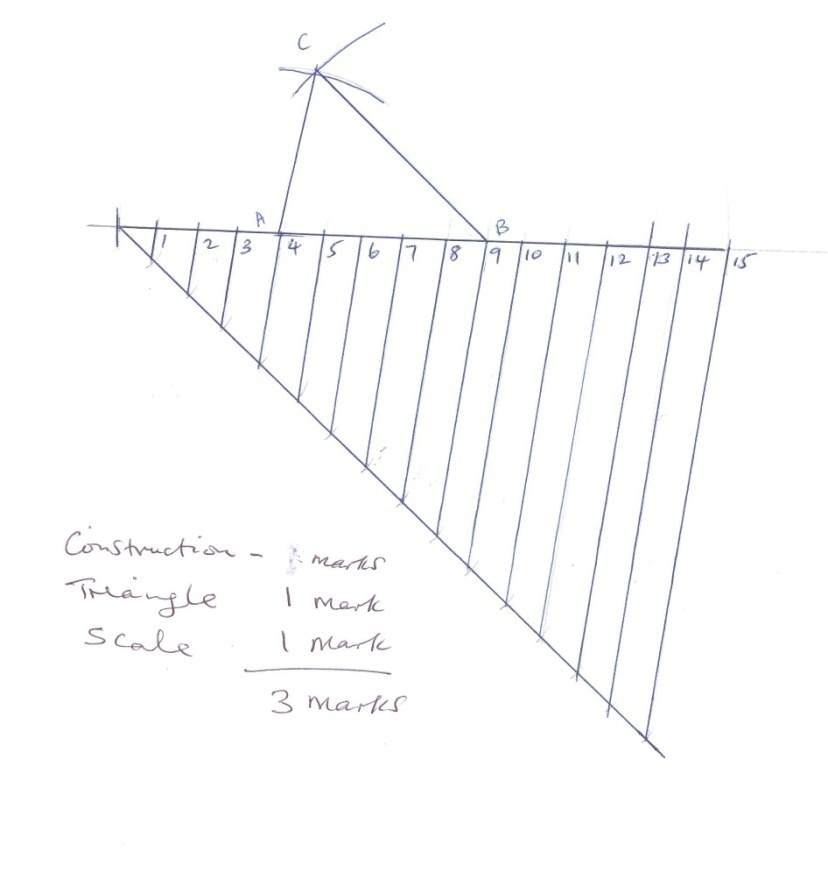 C
A B
1 2 3 4 5 6 7 8 9 10 11 12 13 14 15
Construction - marks
Triangle 1 Mark
Scale 1 Mark
3 Marks